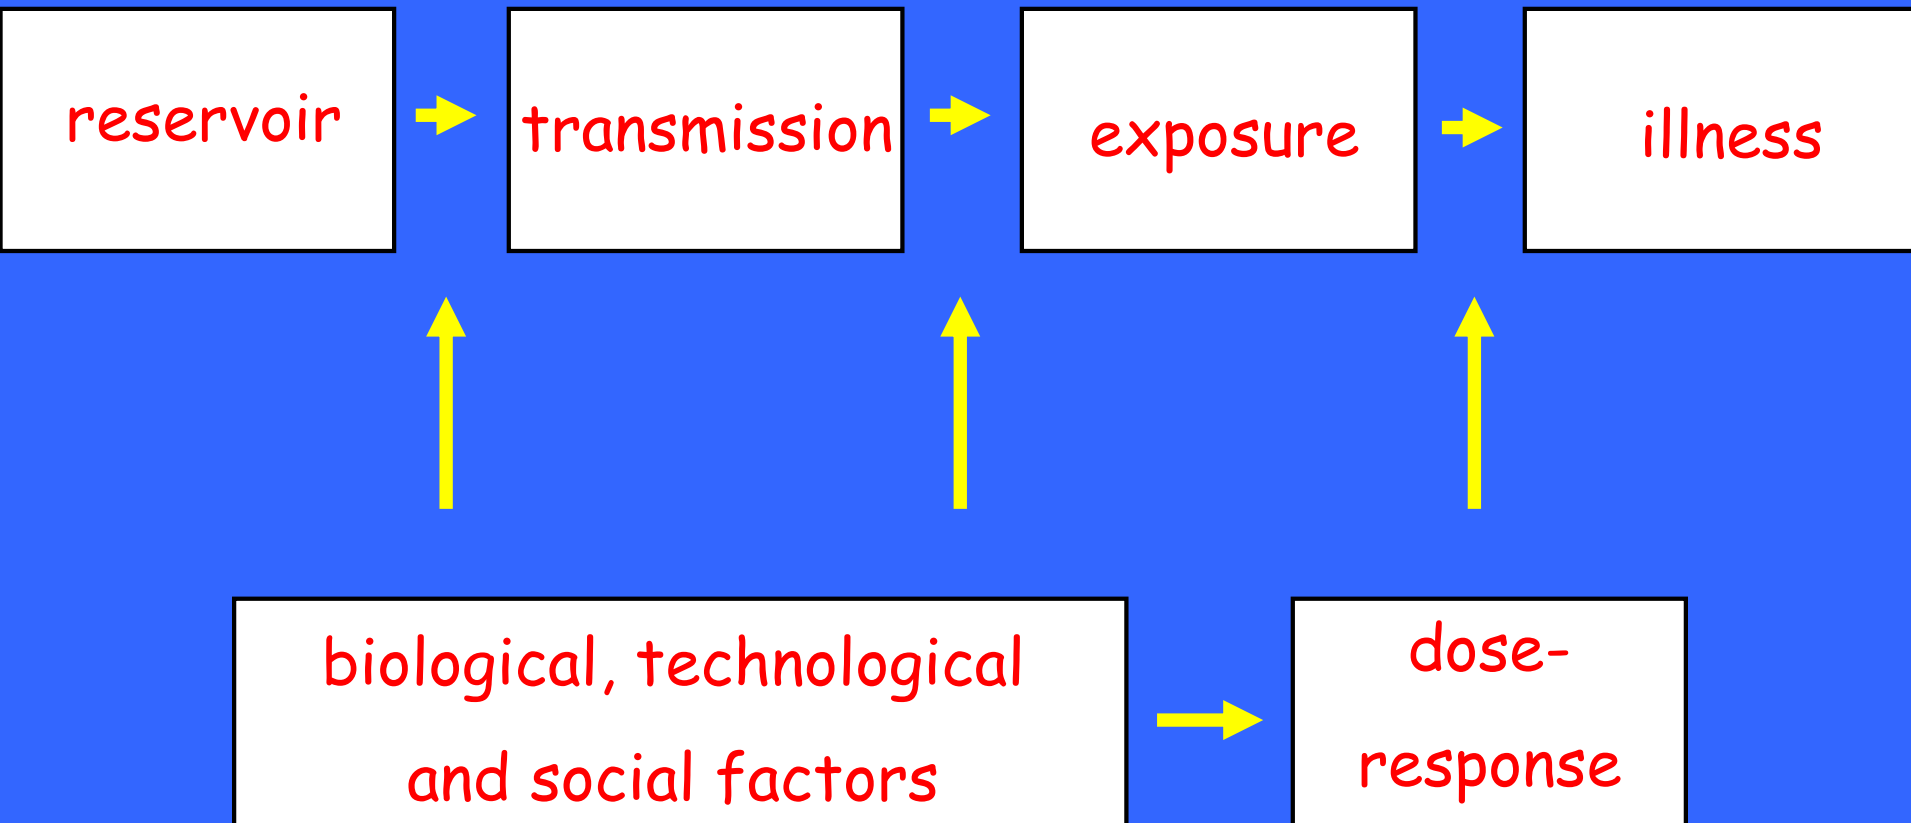 reservoir
transmission
exposure
illness
biological, technological
and social factors
dose-
response